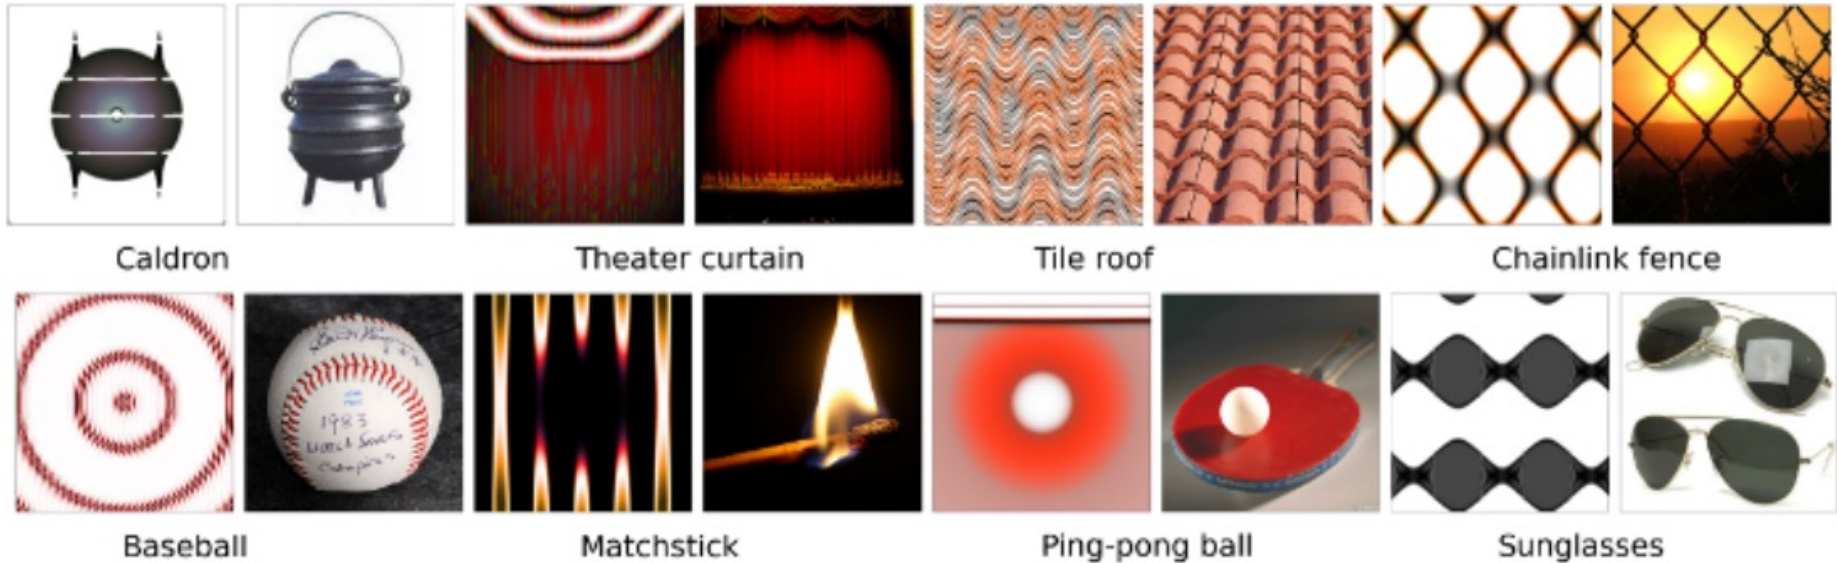 Caldron
Theater curtain
Tile roof
Chainlink fence
1983
Baseball
Matchstick
Ping-pong ball
Sunglasses